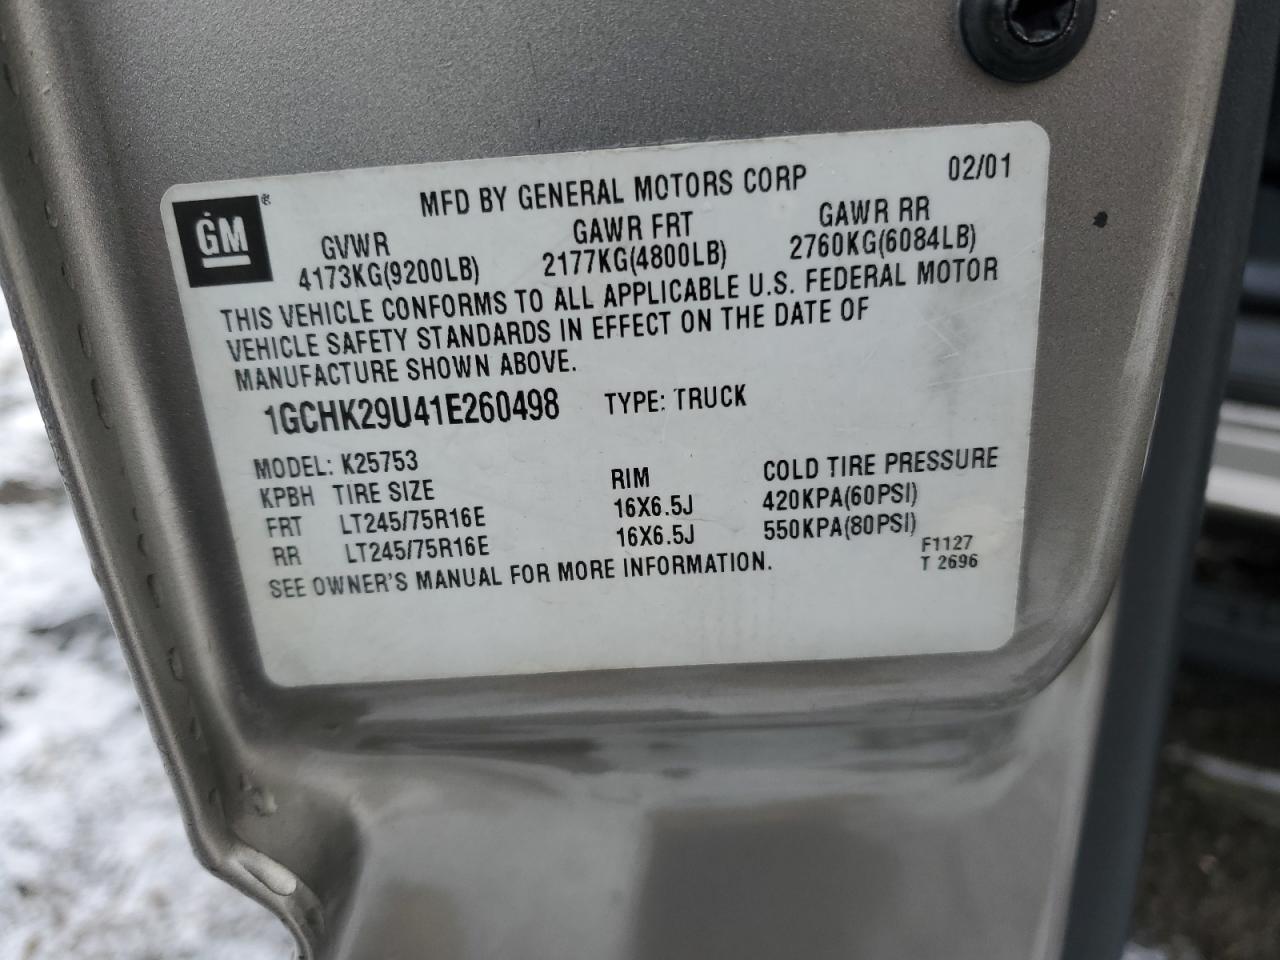 GM ®
MFD BY GENERAL MOTORS CORP 02/01
GVWR GAWR FRT GAWR RR
4173KG(9200LB) 2177KG(4800LB) 2760KG(6084LB)
THIS VEHICLE CONFORMS TO ALL APPLICABLE U.S. FEDERAL MOTOR
VEHICLE SAFETY STANDARDS IN EFFECT ON THE DATE OF
MANUFACTURE SHOWN ABOVE.
1GCHK29U41E260498 TYPE: TRUCK
MODEL: K25753
KPBH TIRE SIZE RIM COLD TIRE PRESSURE
FRT LT245/75R16E 16X6.5J 420KPA(60PSI)
RR LT245/75R16E 16X6.5J 550KPA(80PSI)
SEE OWNER'S MANUAL FOR MORE INFORMATION.
F1127
T 2696